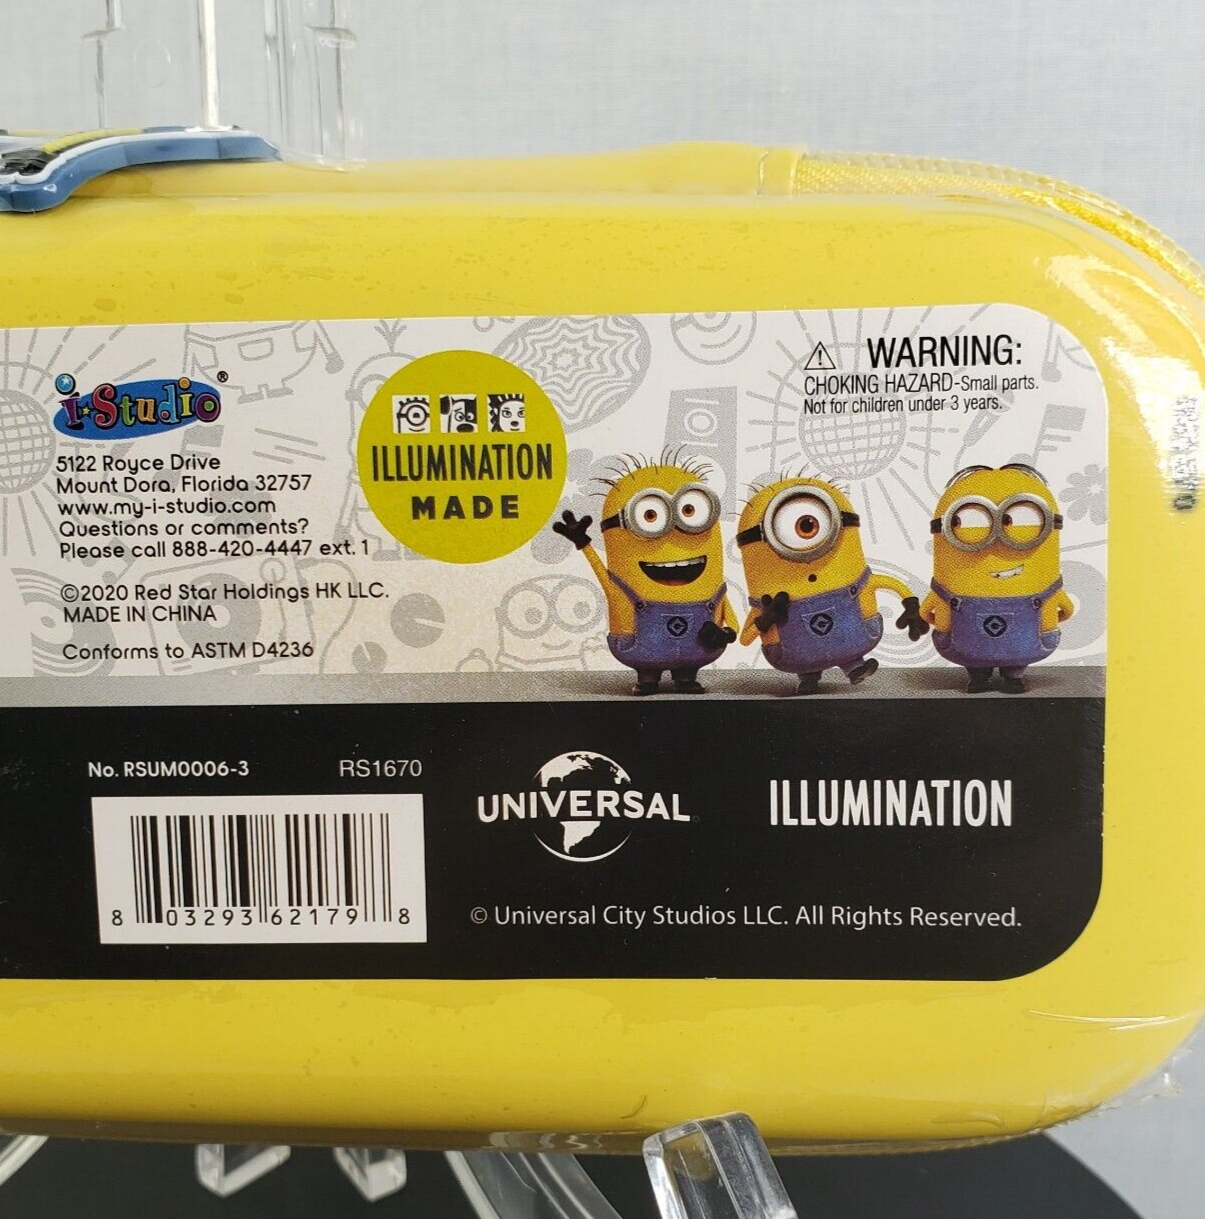 i-Studio®
5122 Royce Drive
Mount Dora, Florida 32757
www.my-i-studio.com
Questions or comments?
Please call 888-420-4447 ext. 1
©2020 Red Star Holdings HK LLC.
MADE IN CHINA
Conforms to ASTM D4236
ILLUMINATION
MADE
WARNING:
CHOKING HAZARD-Small parts.
Not for children under 3 years.
No. RSUM0006-3
RS1670
8 03293 62179 8
UNIVERSAL
ILLUMINATION
© Universal City Studios LLC. All Rights Reserved.